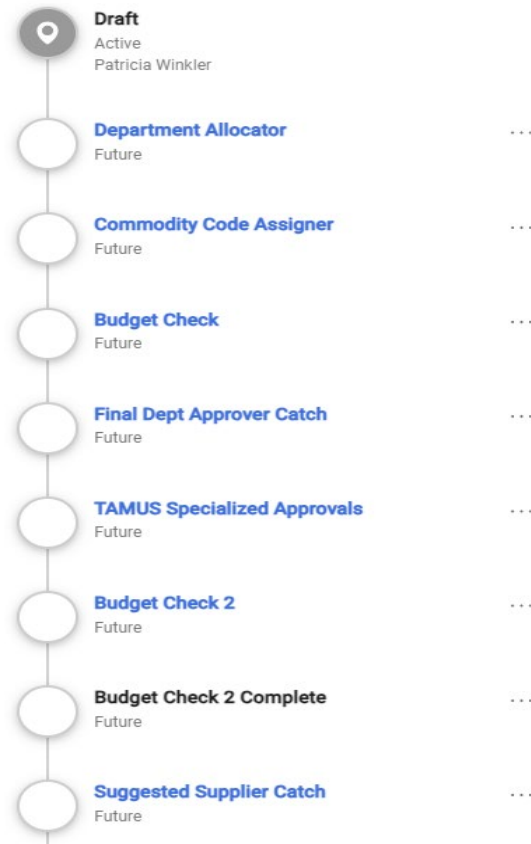 Draft
Active
Patricia Winkler
Department Allocator
...
Future
Commodity Code Assigner
...
Future
Budget Check
...
Future
Final Dept Approver Catch
...
Future
TAMUS Specialized Approvals
...
Future
Budget Check 2
...
Future
Budget Check 2 Complete
...
Future
Suggested Supplier Catch
...
Future